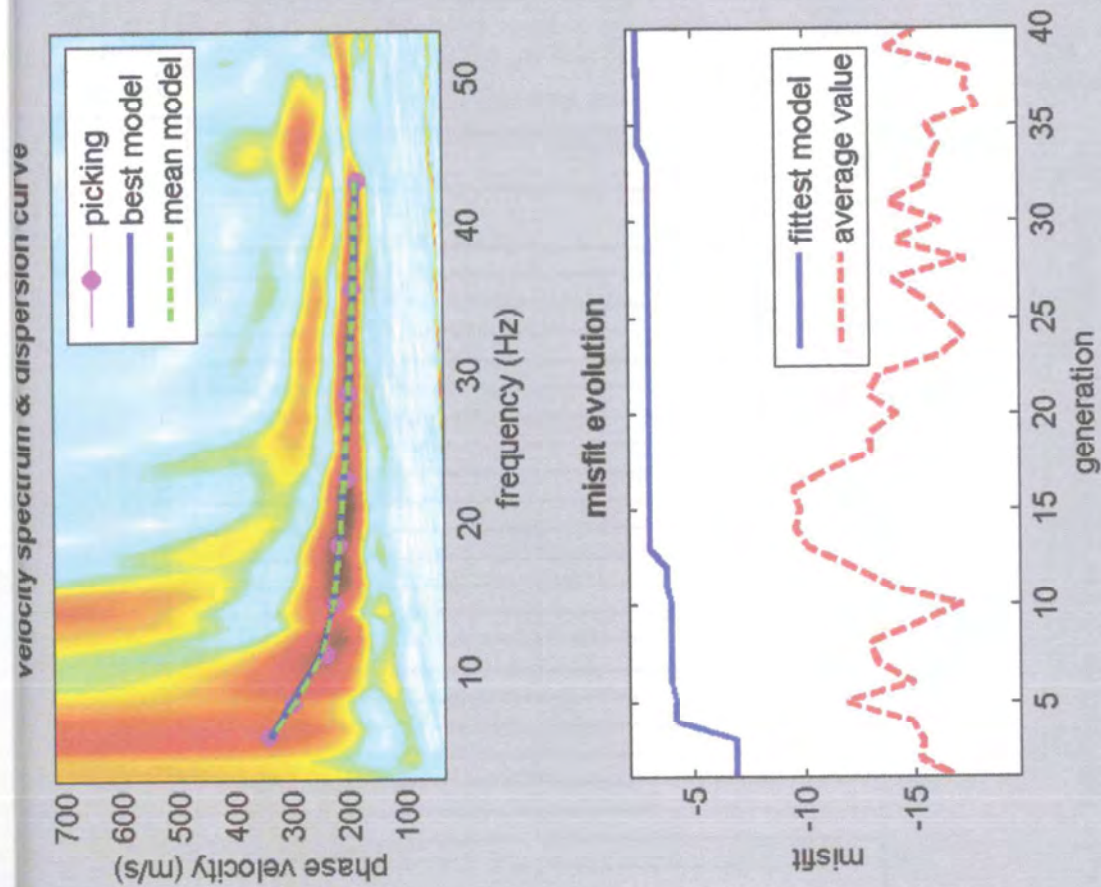 velocity spectrum & dispersion curve
picking
best model
mean model
700
600
500
400
300
200
100
phase velocity (m/s)
10
20
30
40
50
frequency (Hz)
misfit evolution
fittest model
average value
-5
-10
-15
misfit
5
10
15
20
25
30
35
40
generation